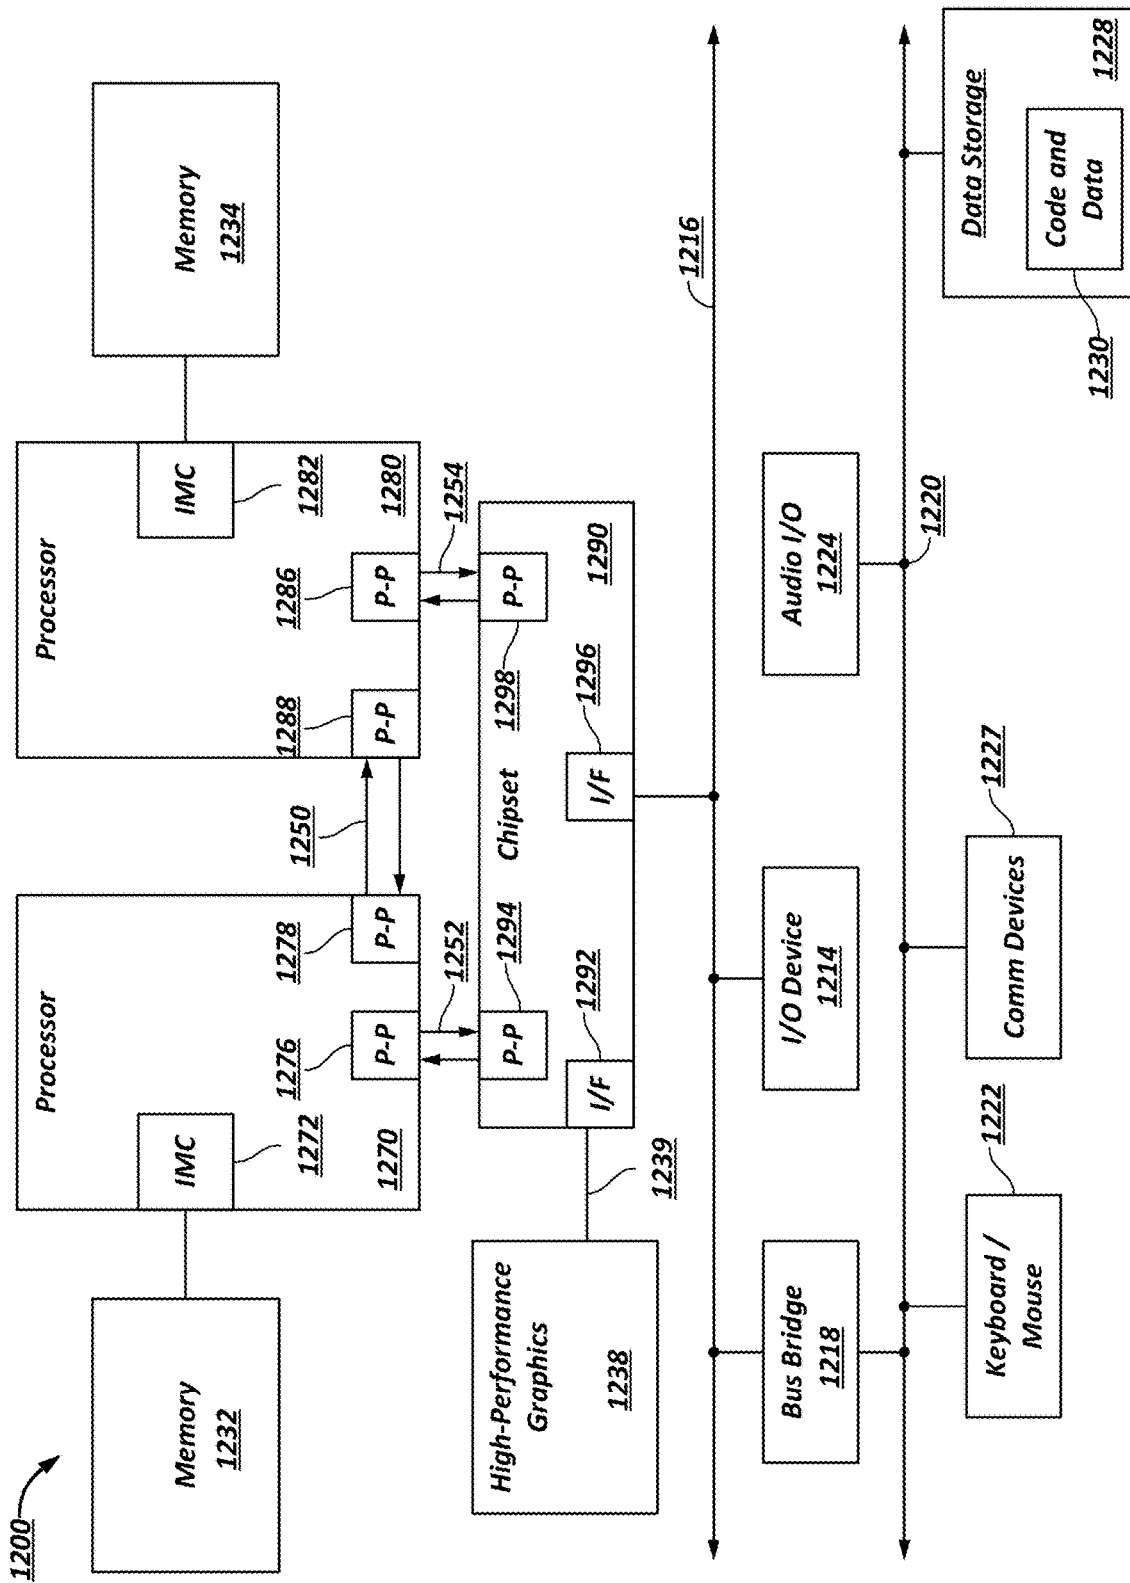 1200
Memory
1232
Processor
IMC
1272
1270
1276
P-P
1278
P-P
1250
Processor
1288
P-P
1286
P-P
IMC
1282
1280
Memory
1234
1252
1254
High-Performance
Graphics
1238
1239
P-P
1294
Chipset
P-P
1298
1290
I/F
1292
I/F
1296
1216
Bus Bridge
1218
I/O Device
1214
Audio I/O
1224
1220
Keyboard /
Mouse
1222
Comm Devices
1227
Data Storage
Code and
Data
1228
1230